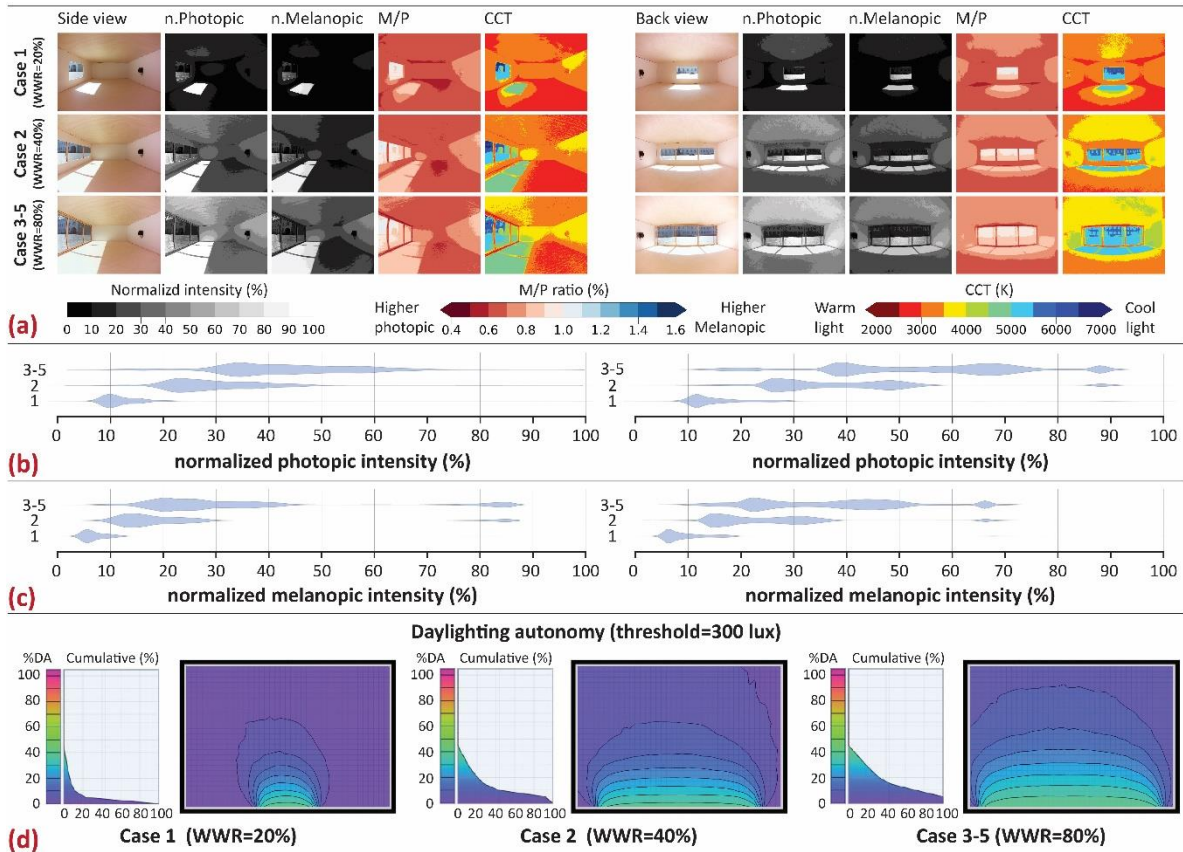 Side view n.Photopic n.Melanopic M/P CCT Back view n.Photopic n.Melanopic M/P CCT
Case 1
(WWR=20%)
Case 2
(WWR=40%)
Case 3-5
(WWR=80%)
Normalizd intensity (%) M/P ratio (%) CCT (K)
Higher photopic
Higher Melanopic
Warm light
Cool light
0 10 20 30 40 50 60 70 80 90 100
0.4 0.6 0.8 1.0 1.2 1.4 1.6
2000 3000 4000 5000 6000 7000
(a)
3-5
2
1
0 10 20 30 40 50 60 70 80 90 100
normalized photopic intensity (%)
3-5
2
1
0 10 20 30 40 50 60 70 80 90 100
normalized photopic intensity (%)
(b)
3-5
2
1
0 10 20 30 40 50 60 70 80 90 100
normalized melanopic intensity (%)
3-5
2
1
0 10 20 30 40 50 60 70 80 90 100
normalized melanopic intensity (%)
(c)
Daylighting autonomy (threshold=300 lux)
%DA Cumulative (%)
100
80
60
40
20
0
0 20 40 60 80 100
Case 1 (WWR=20%)
%DA Cumulative (%)
100
80
60
40
20
0
0 20 40 60 80 100
Case 2 (WWR=40%)
%DA Cumulative (%)
100
80
60
40
20
0
0 20 40 60 80 100
Case 3-5 (WWR=80%)
(d)